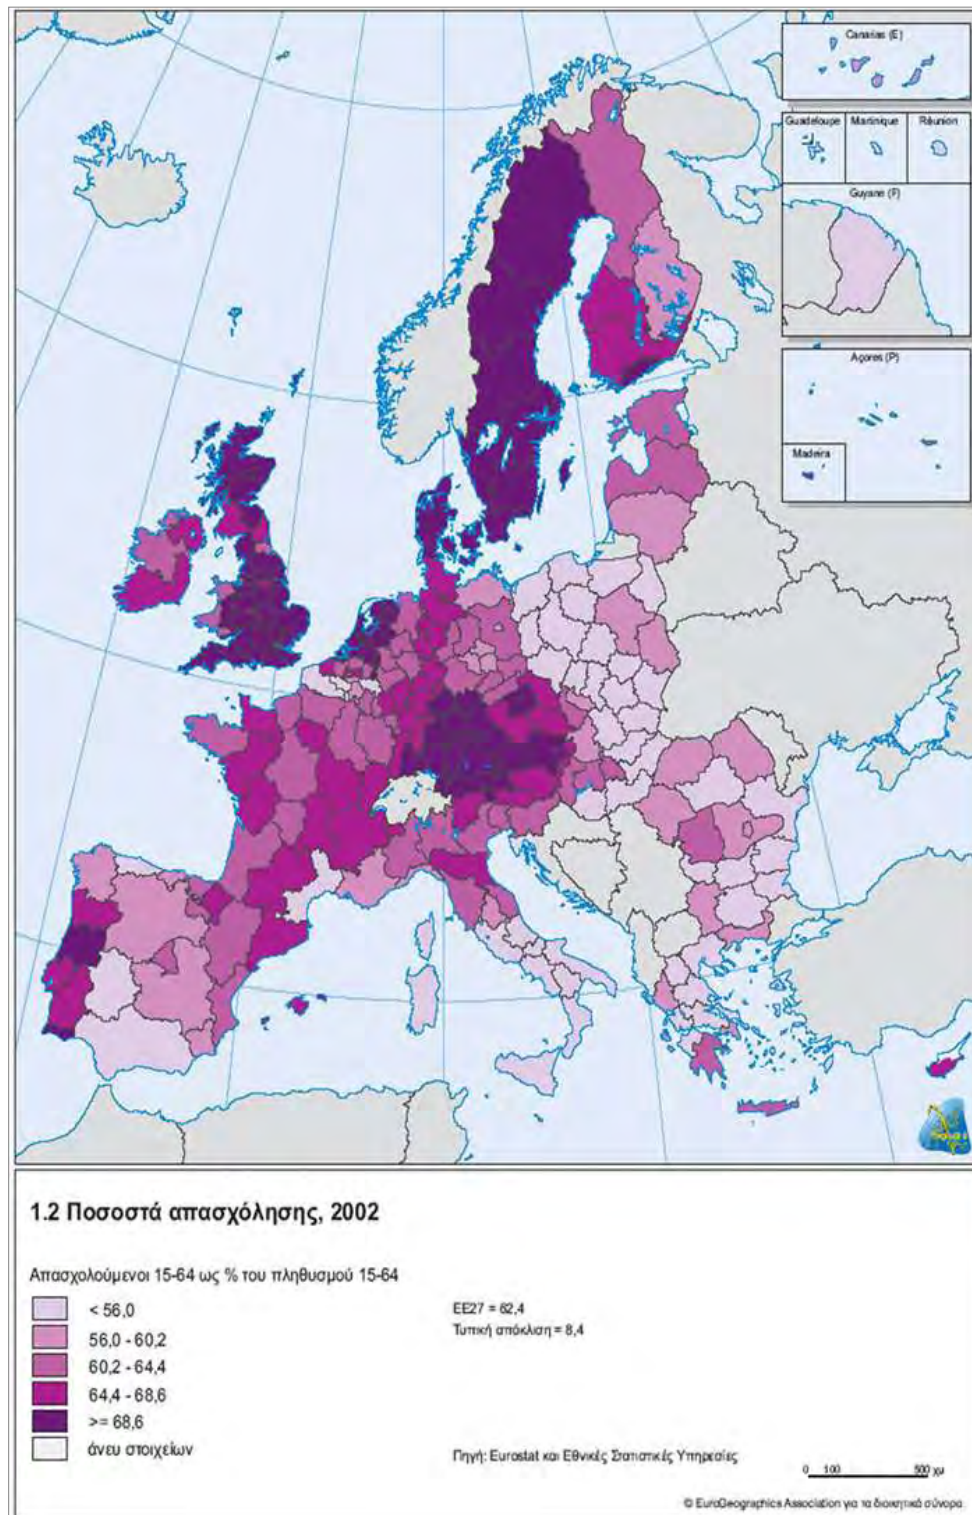 Canarias (E)
Guadeloupe
Martinique
Réunion
Guyane (F)
Açores (P)
Madeira
1.2 Ποσοστά απασχόλησης, 2002
Απασχολούμενοι 15-64 ως % του πληθυσμού 15-64
< 56,0
56,0 - 60,2
60,2 - 64,4
64,4 - 68,6
>= 68,6
άνευ στοιχείων
ΕΕ27 = 62,4
Τυπική απόκλιση = 8,4
Πηγή: Eurostat και Εθνικές Στατιστικές Υπηρεσίες
0 100 500 χμ
© EuroGeographics Association για τα διοικητικά σύνορα